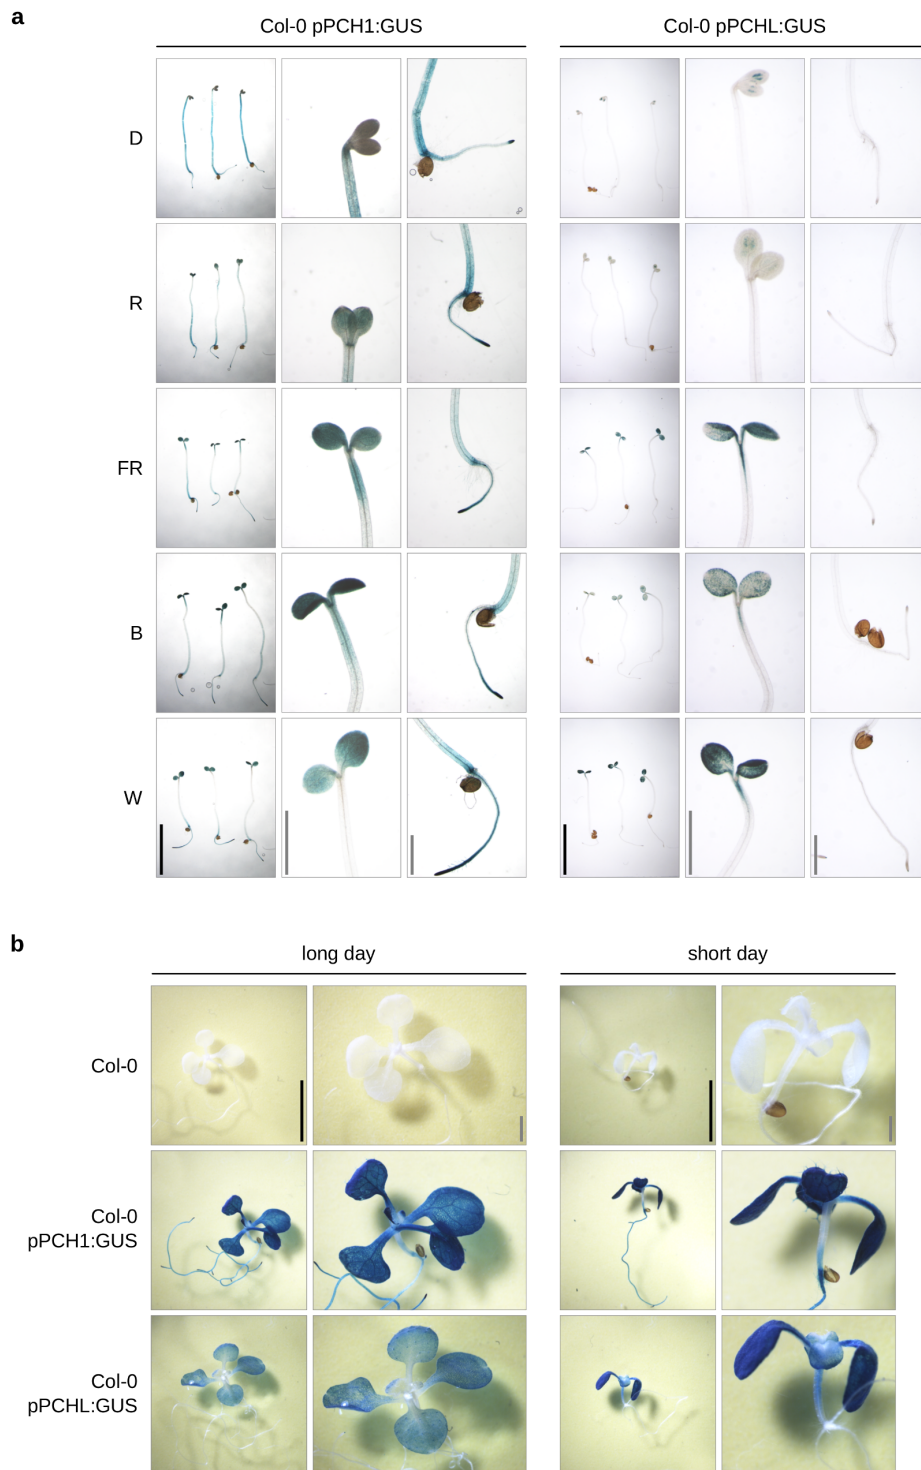 a
Col-0 pPCH1:GUS
Col-0 pPCHL:GUS
D
R
FR
B
W
b
long day
short day
Col-0
Col-0
pPCH1:GUS
Col-0
pPCHL:GUS